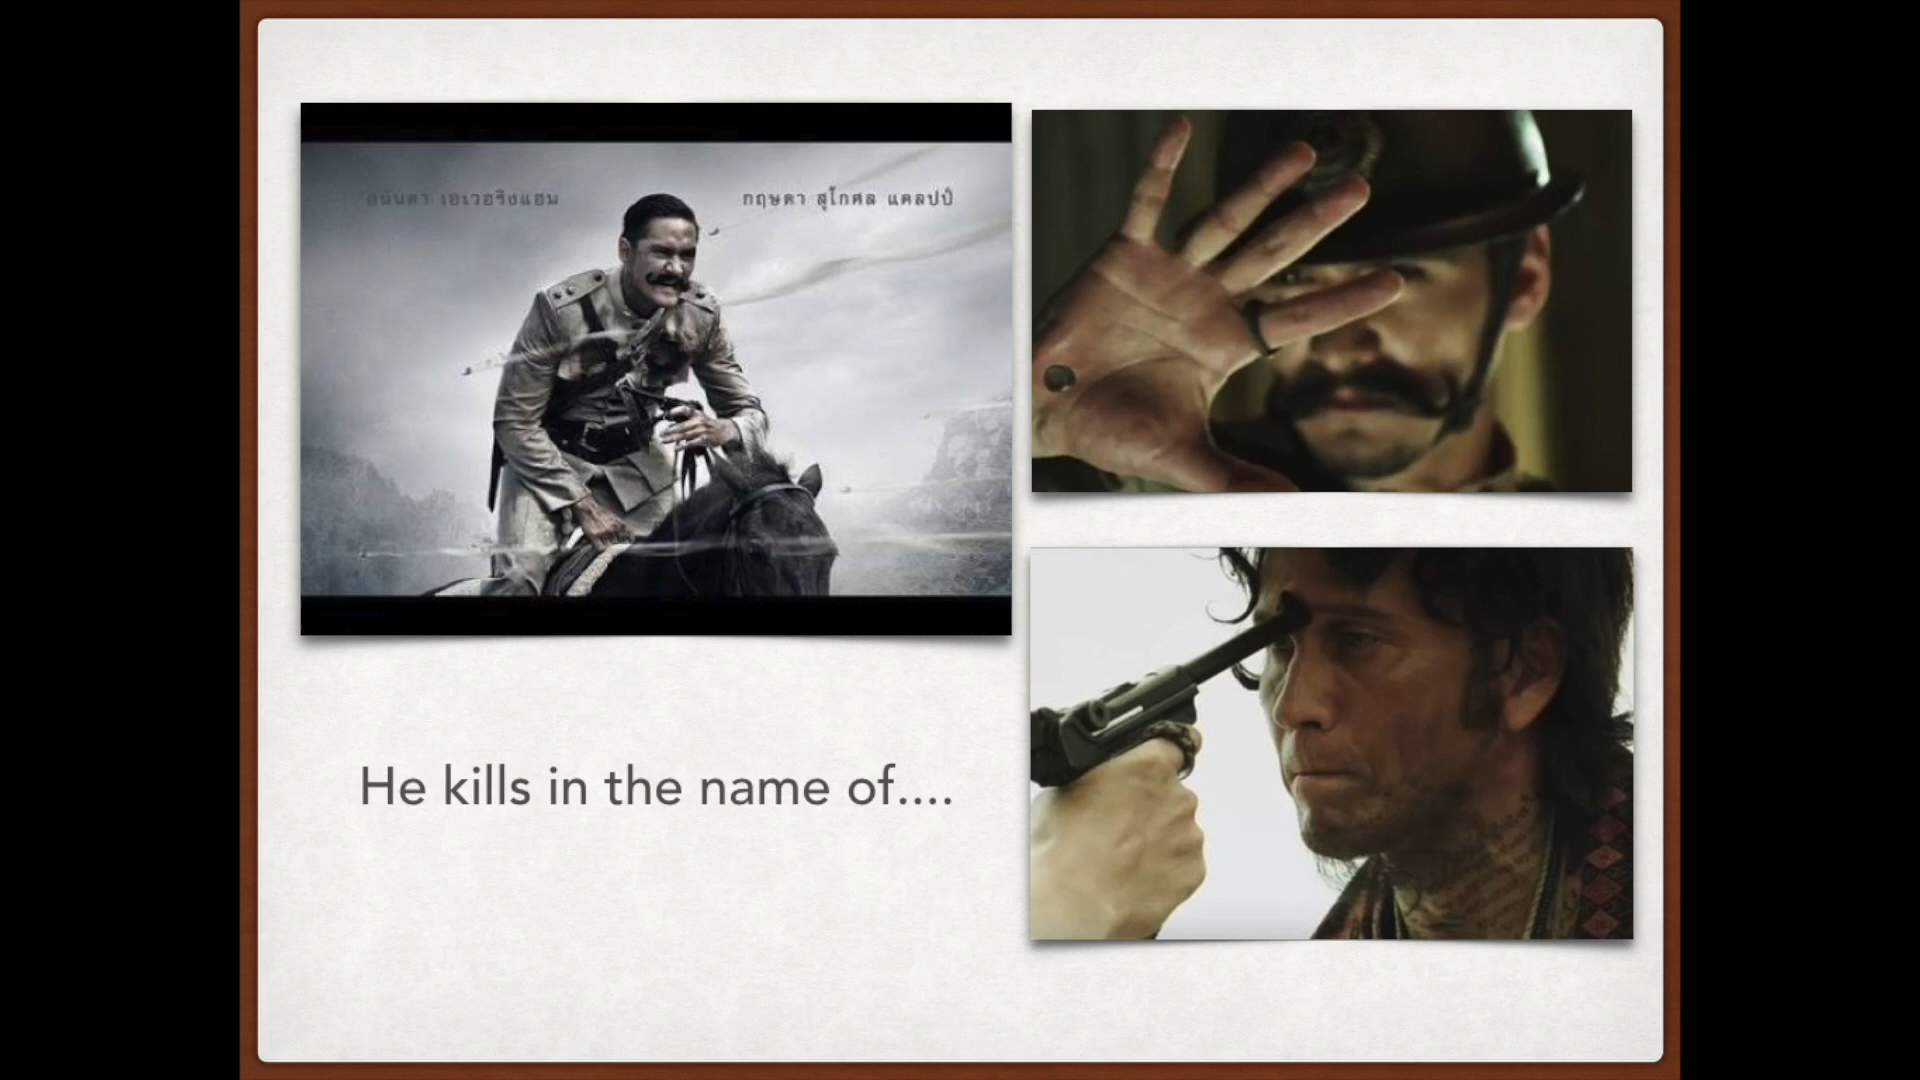 อนันดา เอเวอริงแฮม
กฤษดา สุโกศล แคลปป์
He kills in the name of....